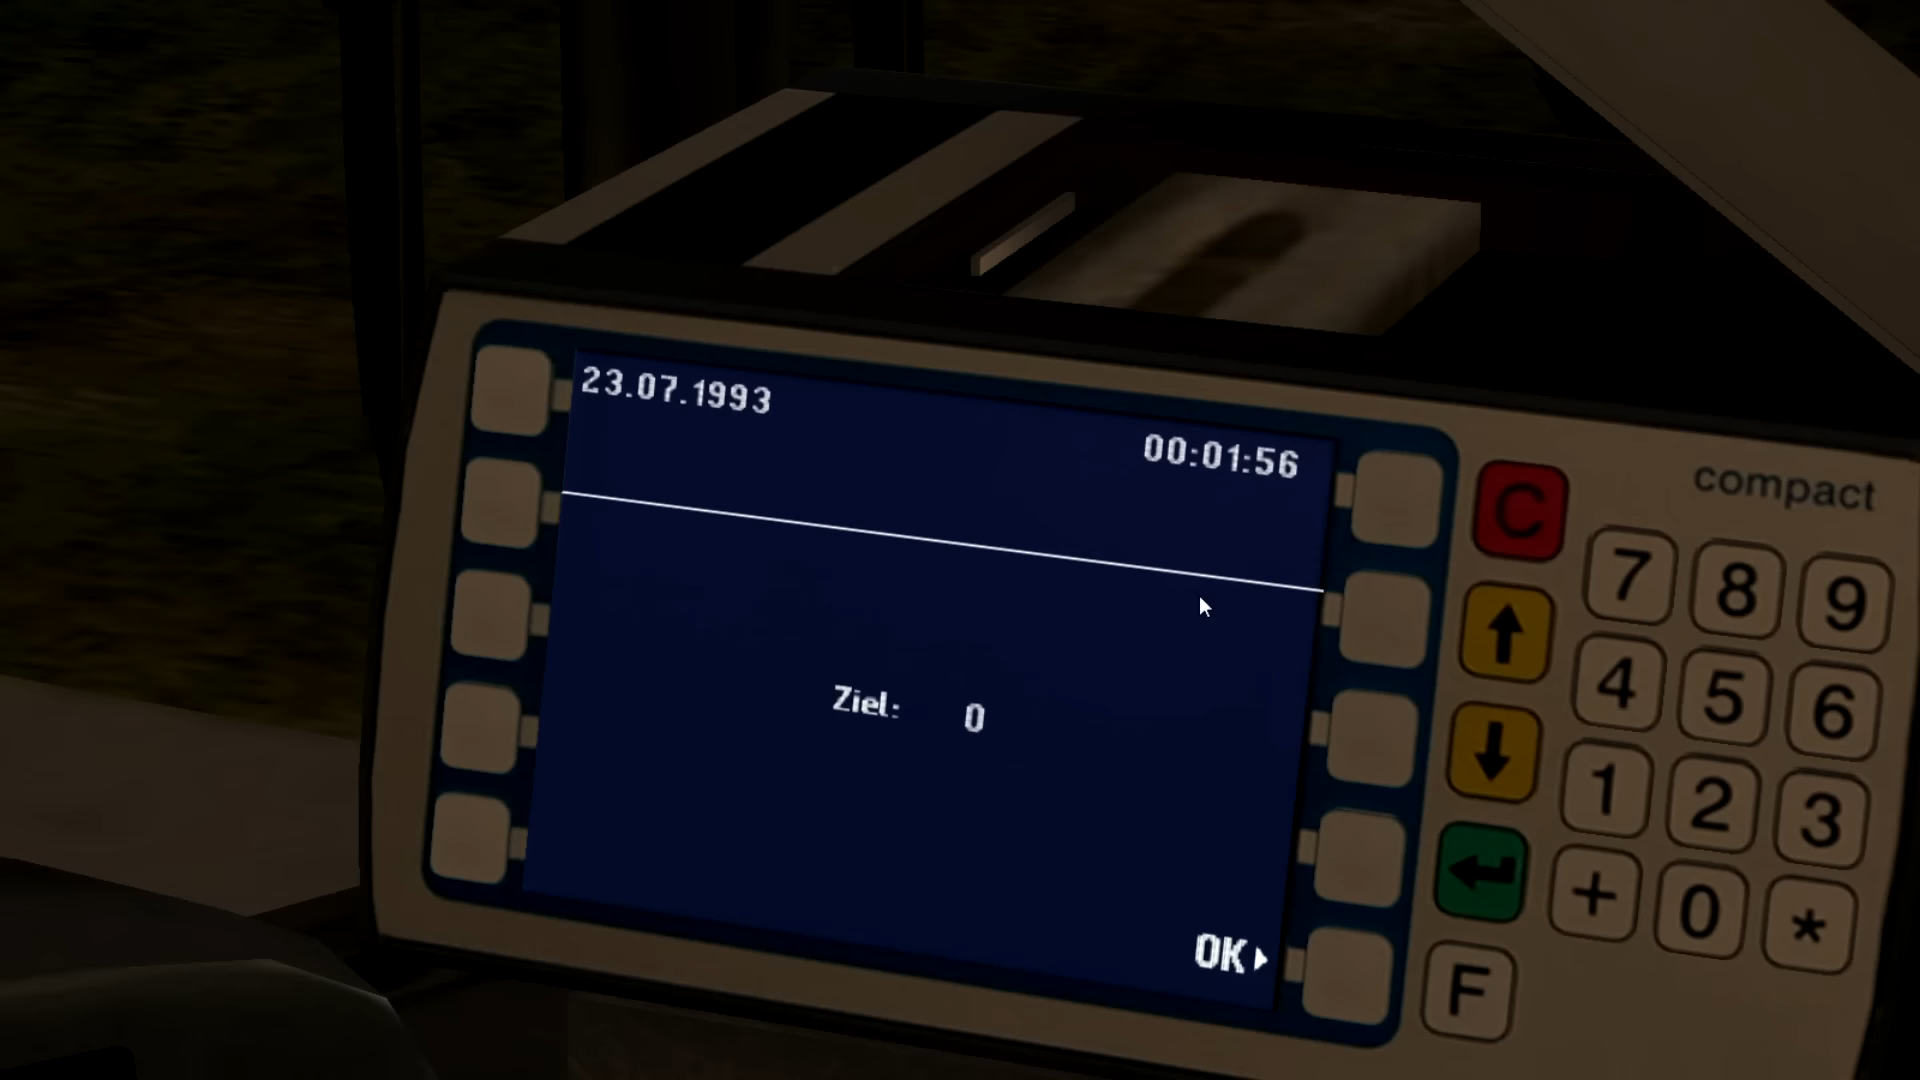 23.07.1993
00:01:56
Ziel: 0
OK
compact
C 7 8 9
4 5 6
1 2 3
+ 0 *
F